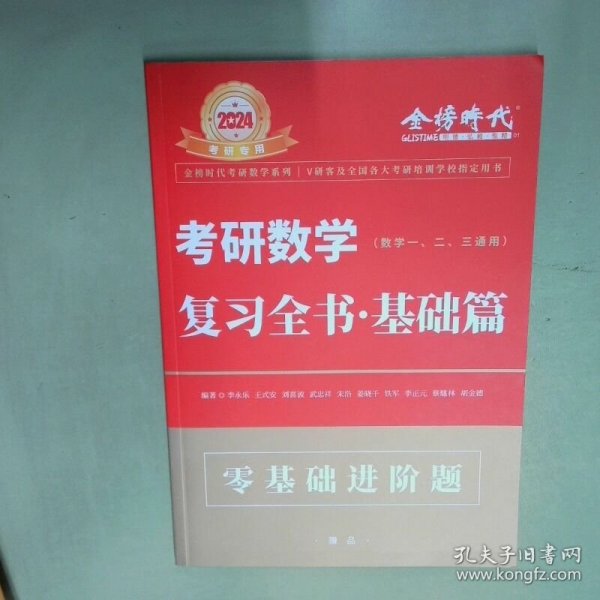 2024
考研专用
金榜時代
GLISTIME
金榜时代考研数学系列 | V研客及全国各大考研培训学校指定用书
考研数学
(数学一、二、三通用)
复习全书·基础篇
编著 李永乐 王式安 刘喜波 武忠祥 宋浩 姜晓千 铁军 李正元 蔡燧林 胡金德
零基础进阶题
·赠品·
孔夫子旧书网
www.kongfz.com